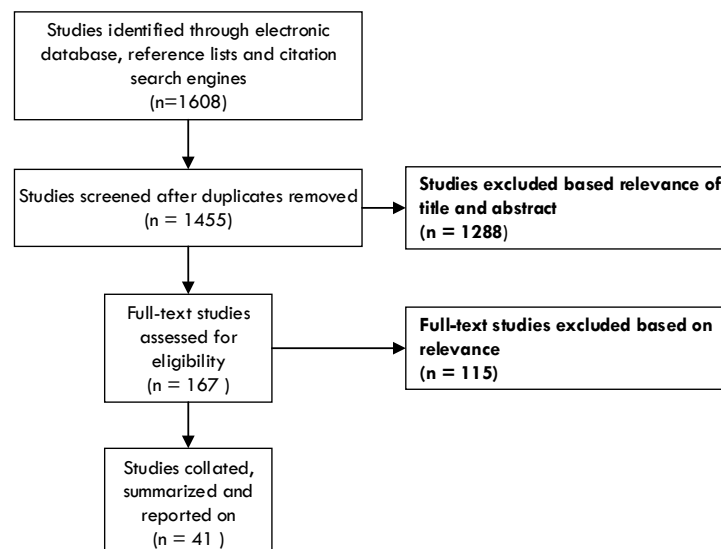 Studies identified through electronic
database, reference lists and citation
search engines
(n=1608)
Studies screened after duplicates removed
(n = 1455)
Studies excluded based relevance of
title and abstract
(n = 1288)
Full-text studies
assessed for
eligibility
(n = 167 )
Full-text studies excluded based on
relevance
(n = 115)
Studies collated,
summarized and
reported on
(n = 41 )